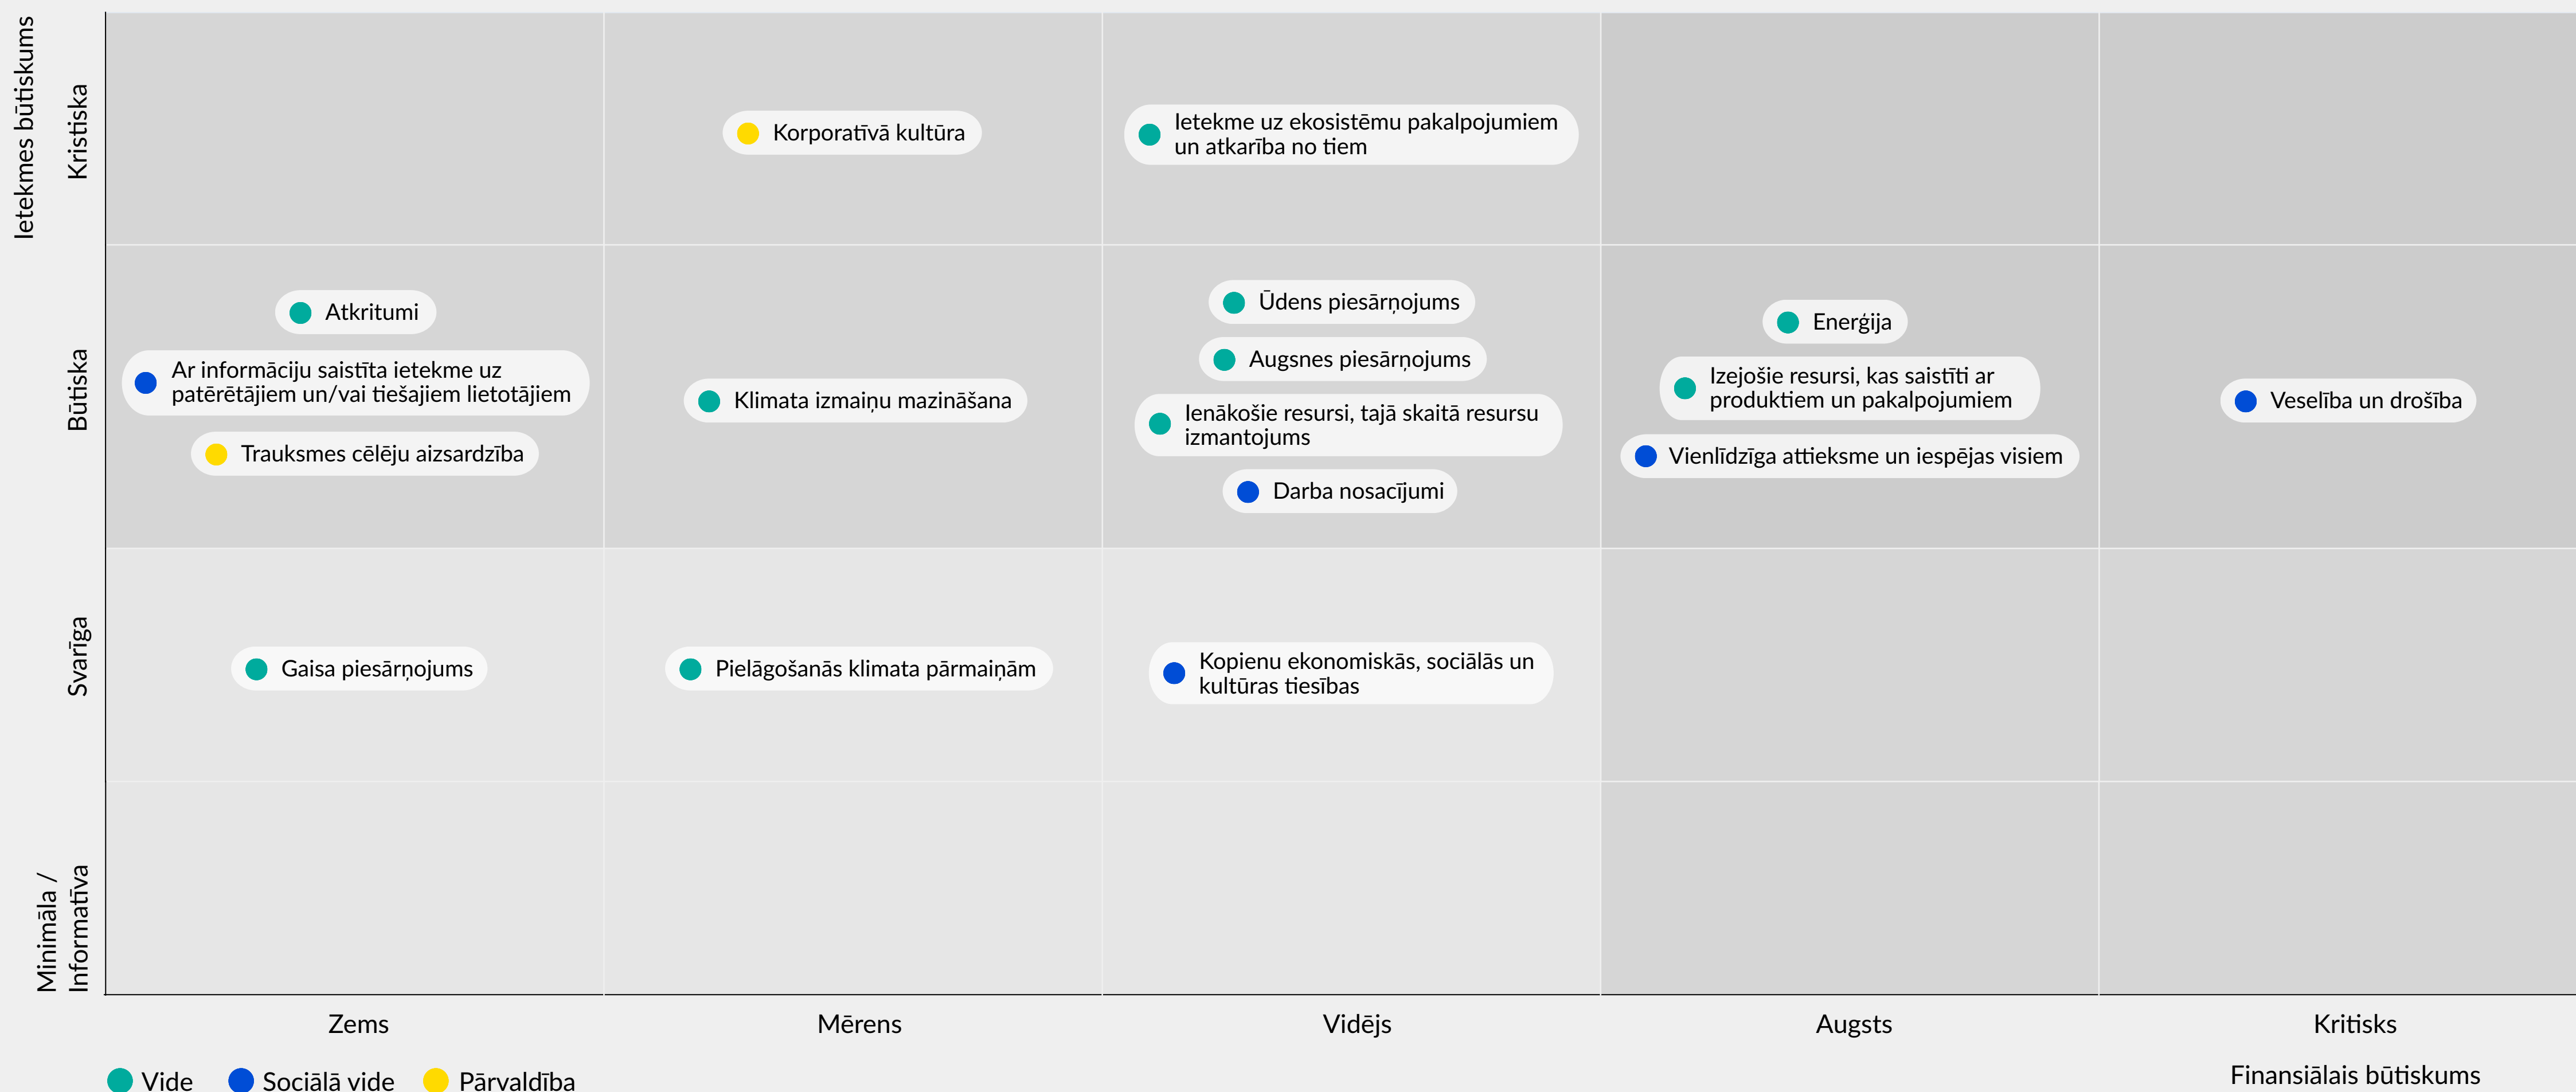 Ietekmes būtiskums
Kristiska
Korporatīvā kultūra
Ietekme uz ekosistēmu pakalpojumiem
un atkarība no tiem
Būtiska
Atkritumi
Ar informāciju saistīta ietekme uz
patērētājiem un/vai tiešajiem lietotājiem
Trauksmes cēlēju aizsardzība
Klimata izmaiņu mazināšana
Ūdens piesārņojums
Augsnes piesārņojums
Ienākošie resursi, tajā skaitā resursu
izmantojums
Darba nosacījumi
Enerģija
Izejošie resursi, kas saistīti ar
produktiem un pakalpojumiem
Vienlīdzīga attieksme un iespējas visiem
Veselība un drošība
Svarīga
Gaisa piesārņojums
Pielāgošanās klimata pārmaiņām
Kopienu ekonomiskās, sociālās un
kultūras tiesības
Minimāla /
Informatīva
Zems
Mērens
Vidējs
Augsts
Kritisks
Vide
Sociālā vide
Pārvaldība
Finansiālais būtiskums